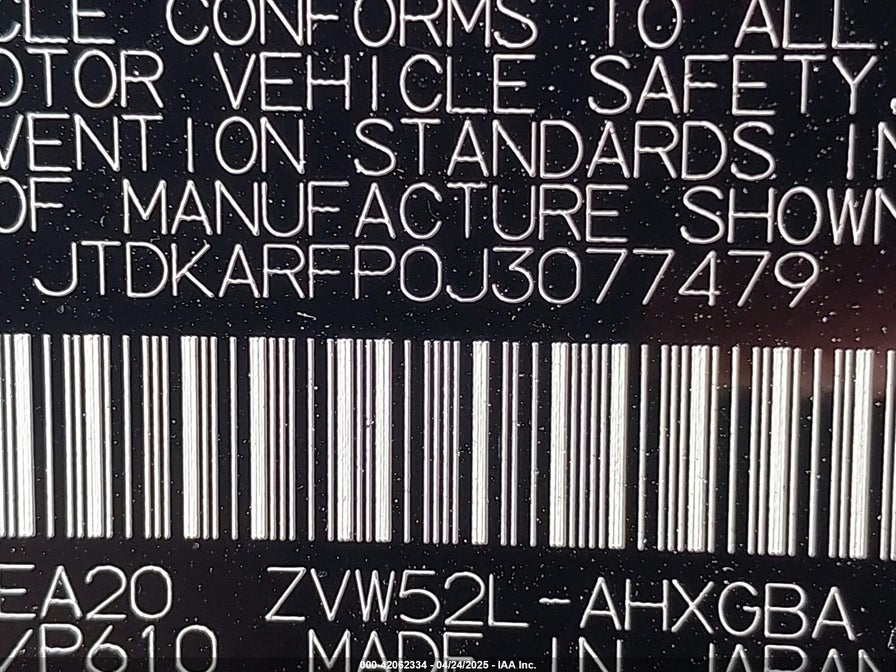 CLE CONFORMS TO ALL
OTOR VEHICLE SAFETY,
VENTION STANDARDS IN
OF MANUFACTURE SHOWN
JTDKARFP0J3077479
EA20 ZVW52L-AHXGBA
/P610 MADE IN JAPAN
000-42062334 - 04/24/2025 - IAA Inc.